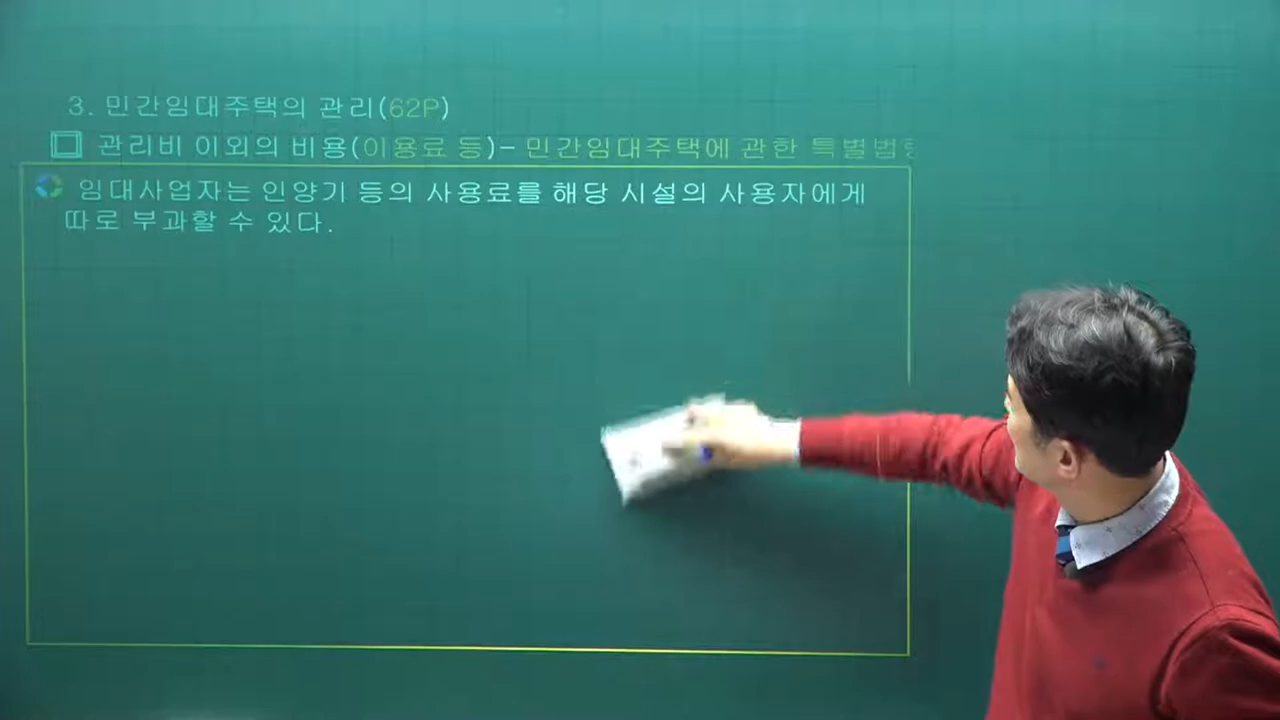 3. 민간임대주택의 관리(62P)
관리비 이외의 비용(이용료 등)- 민간임대주택에 관한 특별법
임대사업자는 인양기 등의 사용료를 해당 시설의 사용자에게
따로 부과할 수 있다.